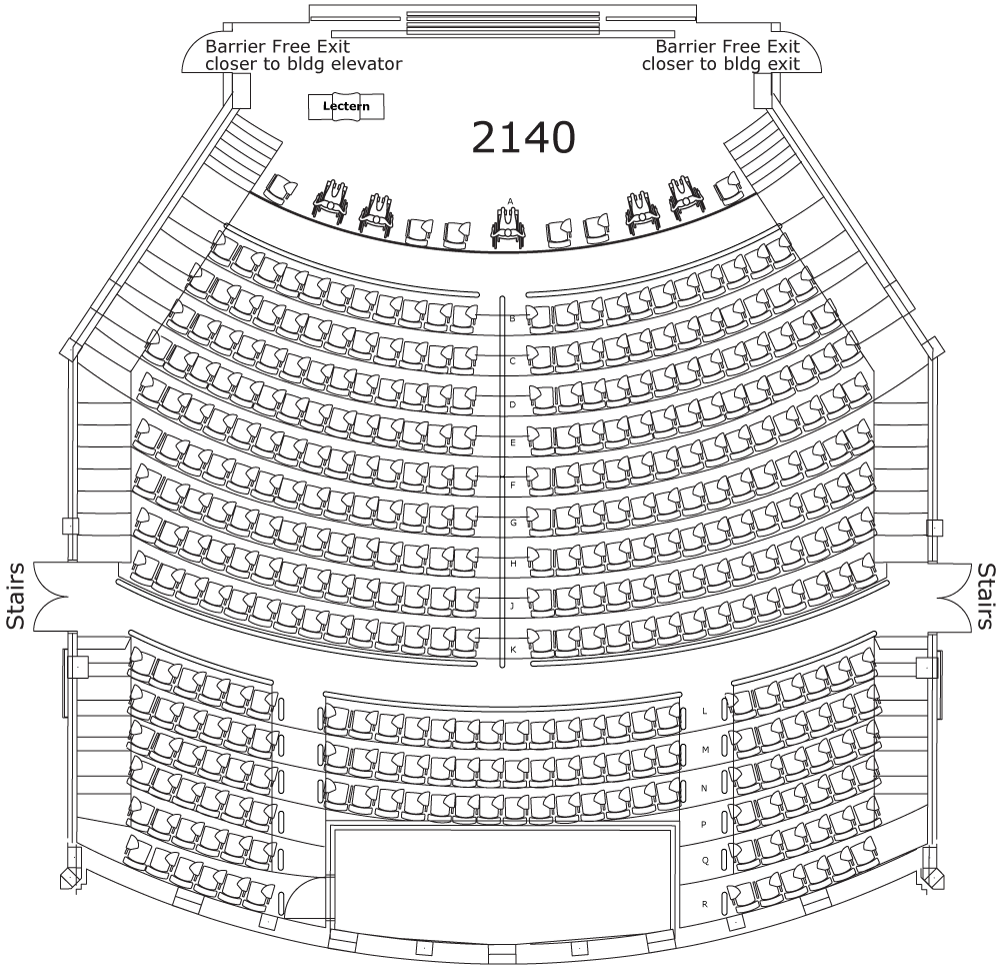 Barrier Free Exit
closer to bldg elevator
Barrier Free Exit
closer to bldg exit
Lectern
2140
A
B
C
D
E
F
G
H
J
K
Stairs
Stairs
L
M
N
P
Q
R